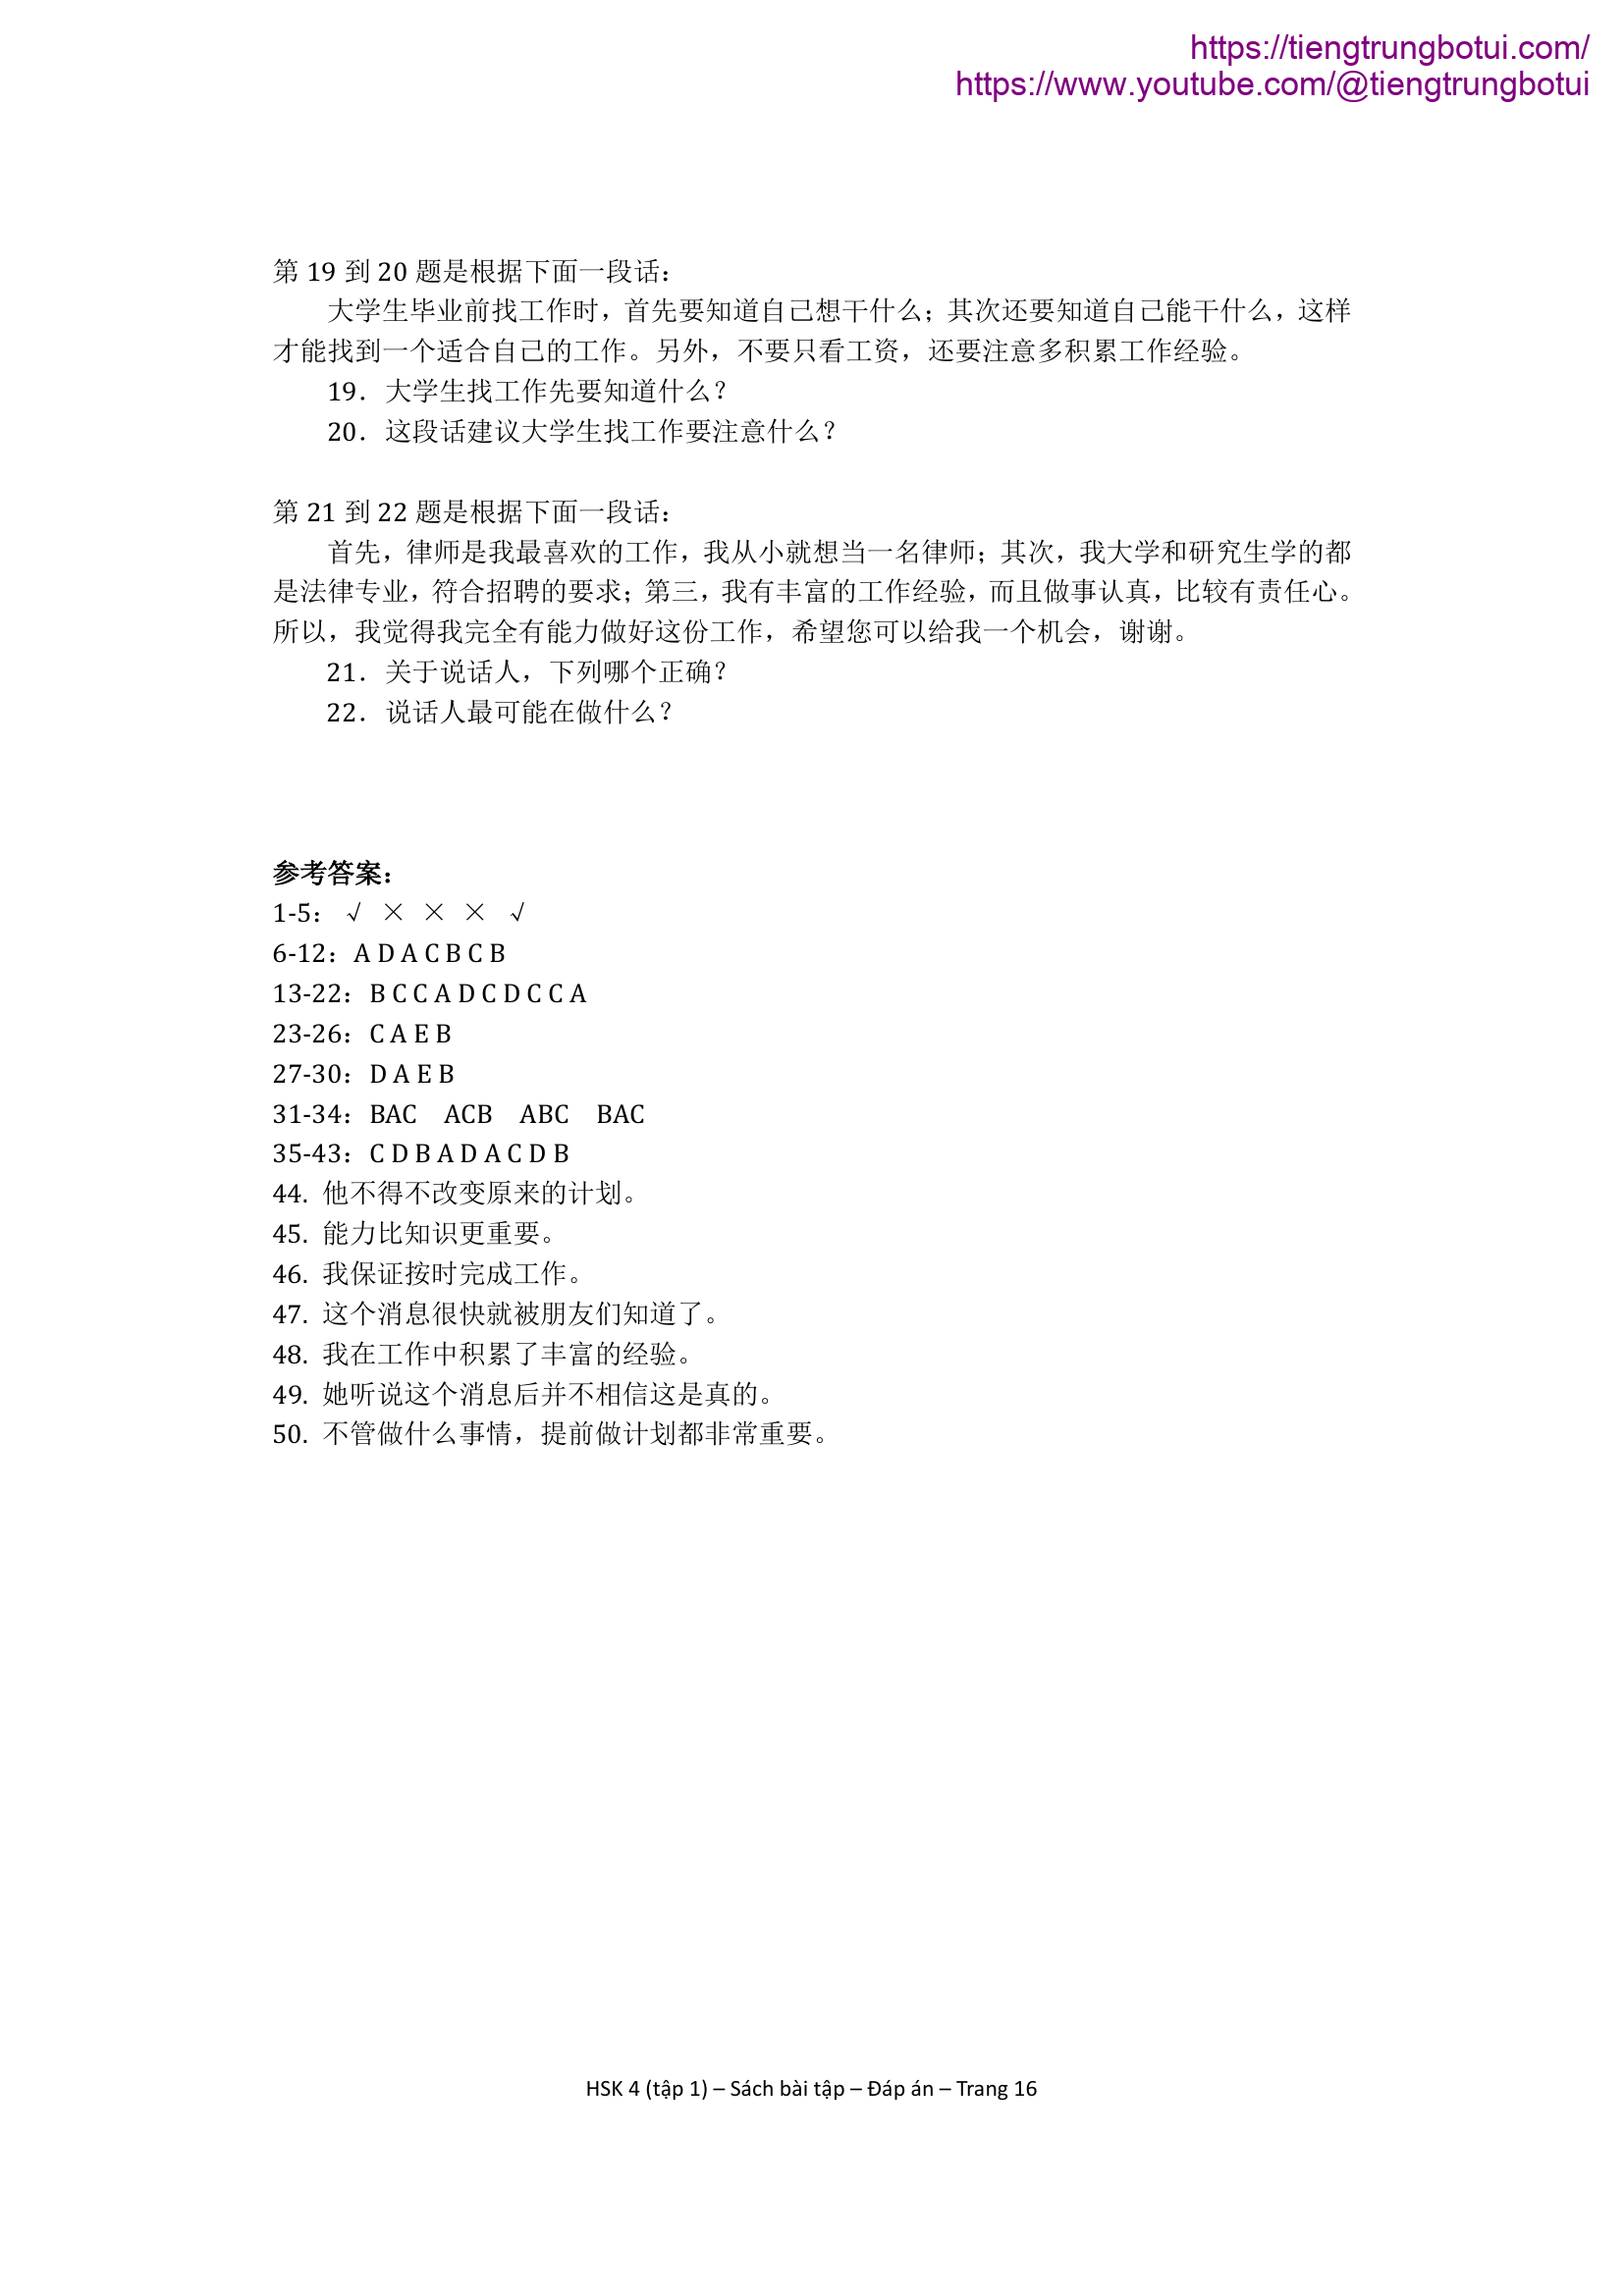 https://tiengtrungbotui.com/
https://www.youtube.com/@tiengtrungbotui
第 19 到 20 题是根据下面一段话：
大学生毕业前找工作时，首先要知道自己想干什么；其次还要知道自己能干什么，这样
才能找到一个适合自己的工作。另外，不要只看工资，还要注意多积累工作经验。
19．大学生找工作先要知道什么？
20．这段话建议大学生找工作要注意什么？
第 21 到 22 题是根据下面一段话：
首先，律师是我最喜欢的工作，我从小就想当一名律师；其次，我大学和研究生学的都
是法律专业，符合招聘的要求；第三，我有丰富的工作经验，而且做事认真，比较有责任心。
所以，我觉得我完全有能力做好这份工作，希望您可以给我一个机会，谢谢。
21．关于说话人，下列哪个正确？
22．说话人最可能在做什么？
参考答案：
1-5：√ × × × √
6-12：A D A C B C B
13-22：B C C A D C D C C A
23-26：C A E B
27-30：D A E B
31-34：BAC ACB ABC BAC
35-43：C D B A D A C D B
44. 他不得不改变原来的计划。
45. 能力比知识更重要。
46. 我保证按时完成工作。
47. 这个消息很快就被朋友们知道了。
48. 我在工作中积累了丰富的经验。
49. 她听说这个消息后并不相信这是真的。
50. 不管做什么事情，提前做计划都非常重要。
HSK 4 (tập 1) – Sách bài tập – Đáp án – Trang 16